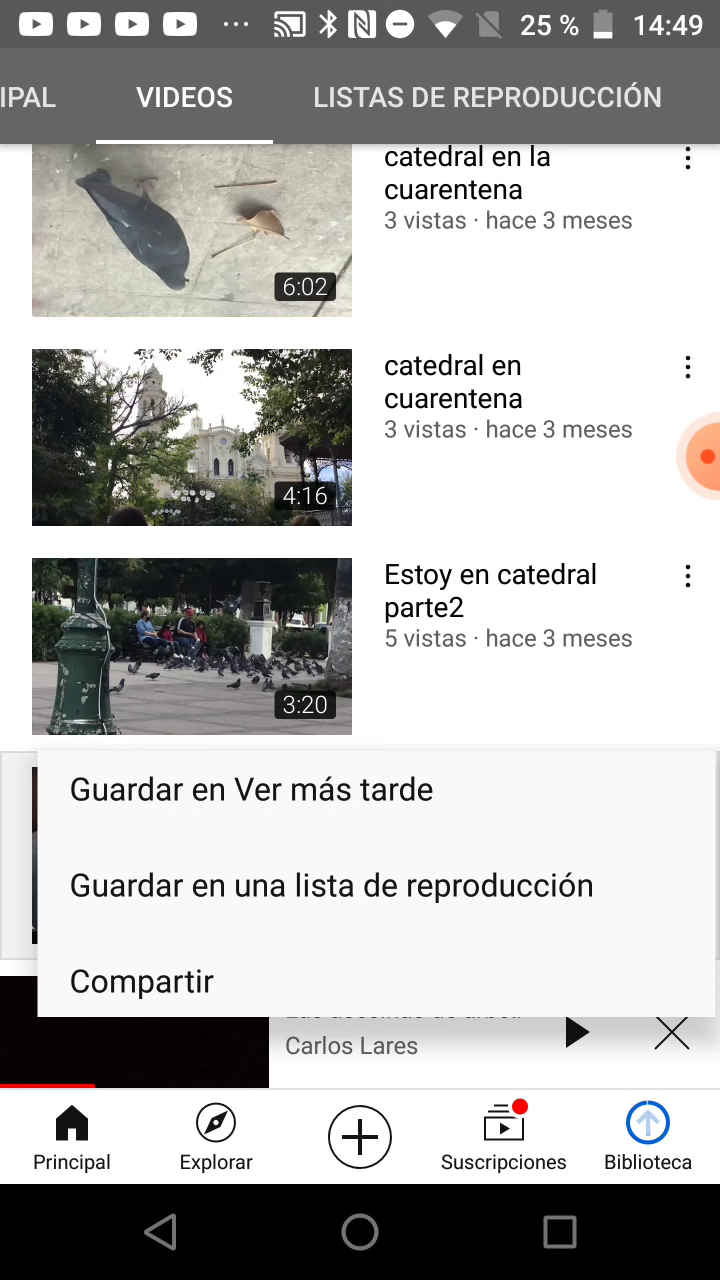 25 % 14:49
IPAL VIDEOS LISTAS DE REPRODUCCIÓN
catedral en la
cuarentena
3 vistas · hace 3 meses
6:02
catedral en
cuarentena
3 vistas · hace 3 meses
4:16
Estoy en catedral
parte2
5 vistas · hace 3 meses
3:20
Guardar en Ver más tarde
Guardar en una lista de reproducción
Compartir
Carlos Lares
Principal Explorar Suscripciones Biblioteca